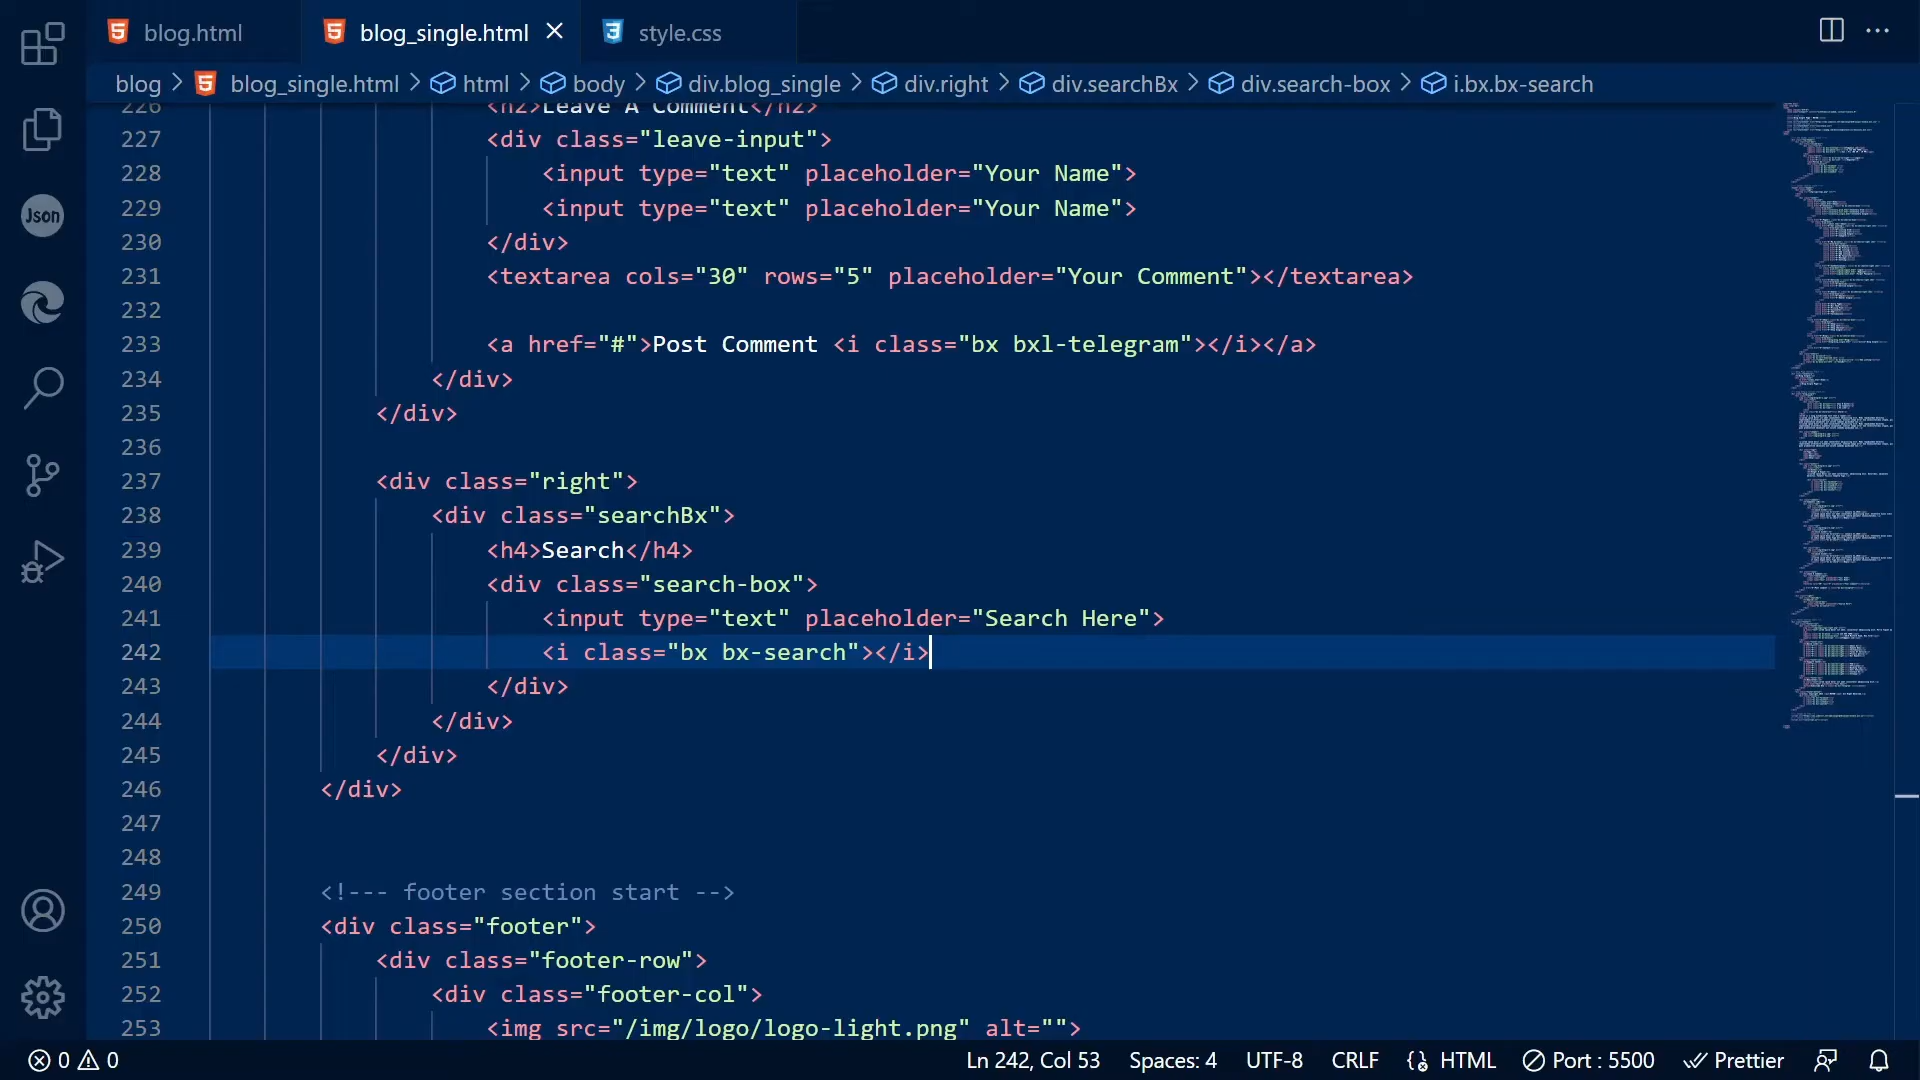 blog.html
blog_single.html
style.css
blog > blog_single.html > html > body > div.blog_single > div.right > div.searchBx > div.search-box > i.bx.bx-search
226 <h2>Leave A Comment</h2>
227 <div class="leave-input">
228 <input type="text" placeholder="Your Name">
229 <input type="text" placeholder="Your Name">
230 </div>
231 <textarea cols="30" rows="5" placeholder="Your Comment"></textarea>
232
233 <a href="#">Post Comment <i class="bx bxl-telegram"></i></a>
234 </div>
235 </div>
236
237 <div class="right">
238 <div class="searchBx">
239 <h4>Search</h4>
240 <div class="search-box">
241 <input type="text" placeholder="Search Here">
242 <i class="bx bx-search"></i>
243 </div>
244 </div>
245 </div>
246 </div>
247
248
249 <!--- footer section start -->
250 <div class="footer">
251 <div class="footer-row">
252 <div class="footer-col">
253 <img src="/img/logo/logo-light.png" alt="">
Json
0 0
Ln 242, Col 53
Spaces: 4
UTF-8
CRLF
HTML
Port : 5500
Prettier